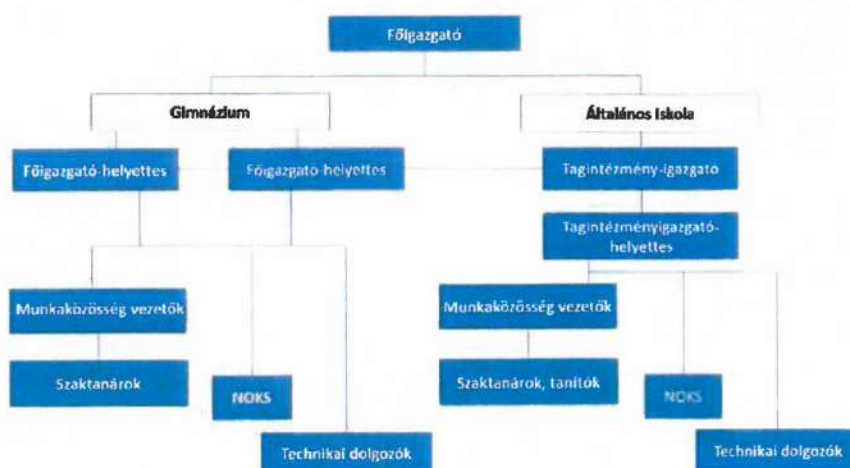 Főigazgató
Gimnázium
Általános Iskola
Főigazgató-helyettes
Főigazgató-helyettes
Tagintézmény-igazgató
Tagintézményigazgató-
helyettes
Munkaközösség vezetők
Munkaközösség vezetők
Szaktanárok
Szaktanárok, tanítók
NOKS
NOKS
Technikai dolgozók
Technikai dolgozók